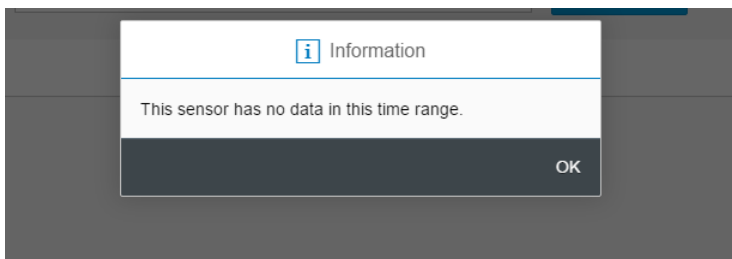 Information
This sensor has no data in this time range.
OK